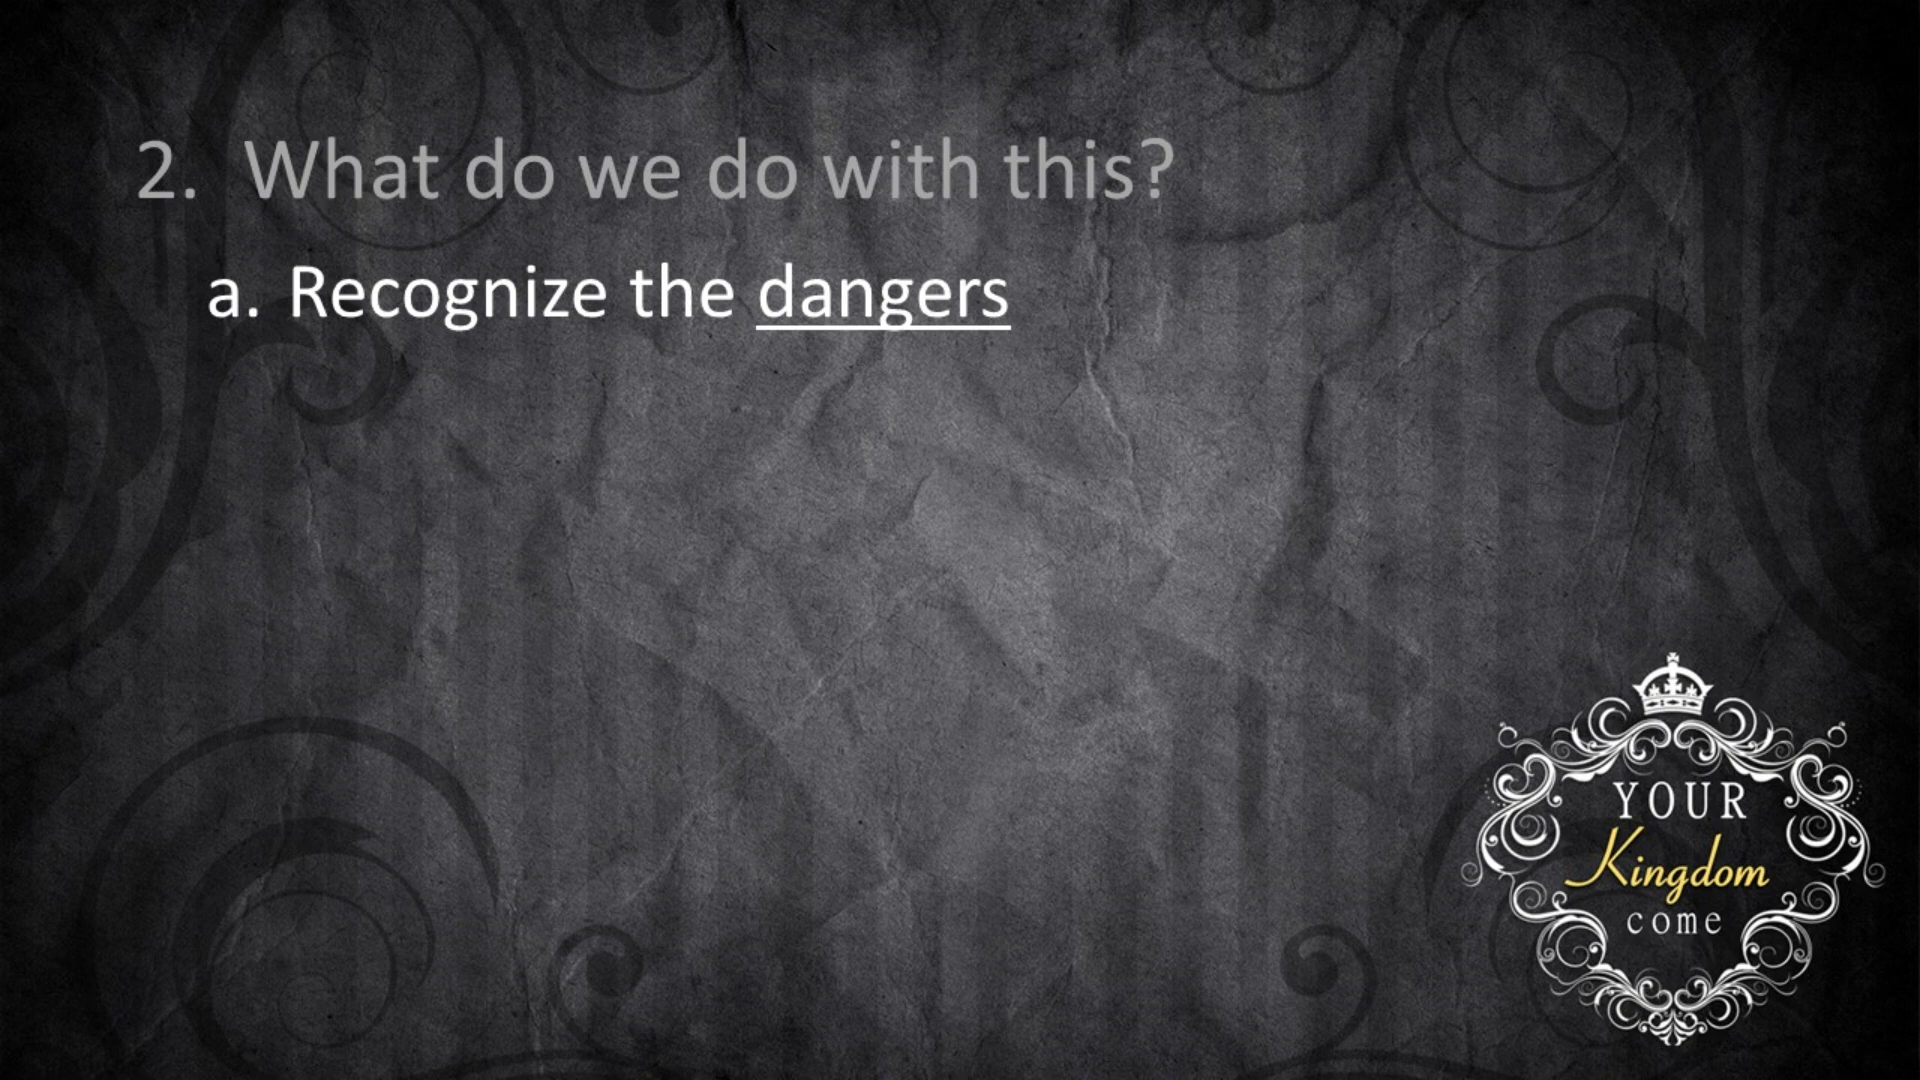 2. What do we do with this?
a. Recognize the dangers
YOUR
Kingdom
come